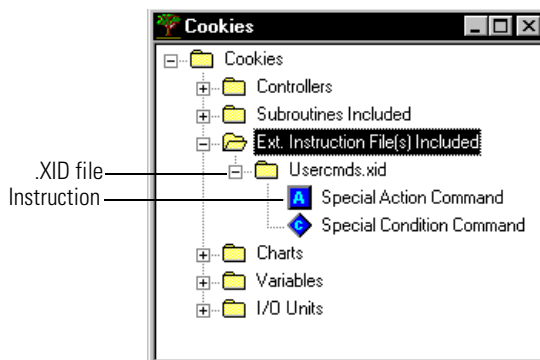 Cookies
Cookies
Controllers
Subroutines Included
Ext. Instruction File(s) Included
.XID file
Usercmds.xid
Instruction
A Special Action Command
C Special Condition Command
Charts
Variables
I/O Units